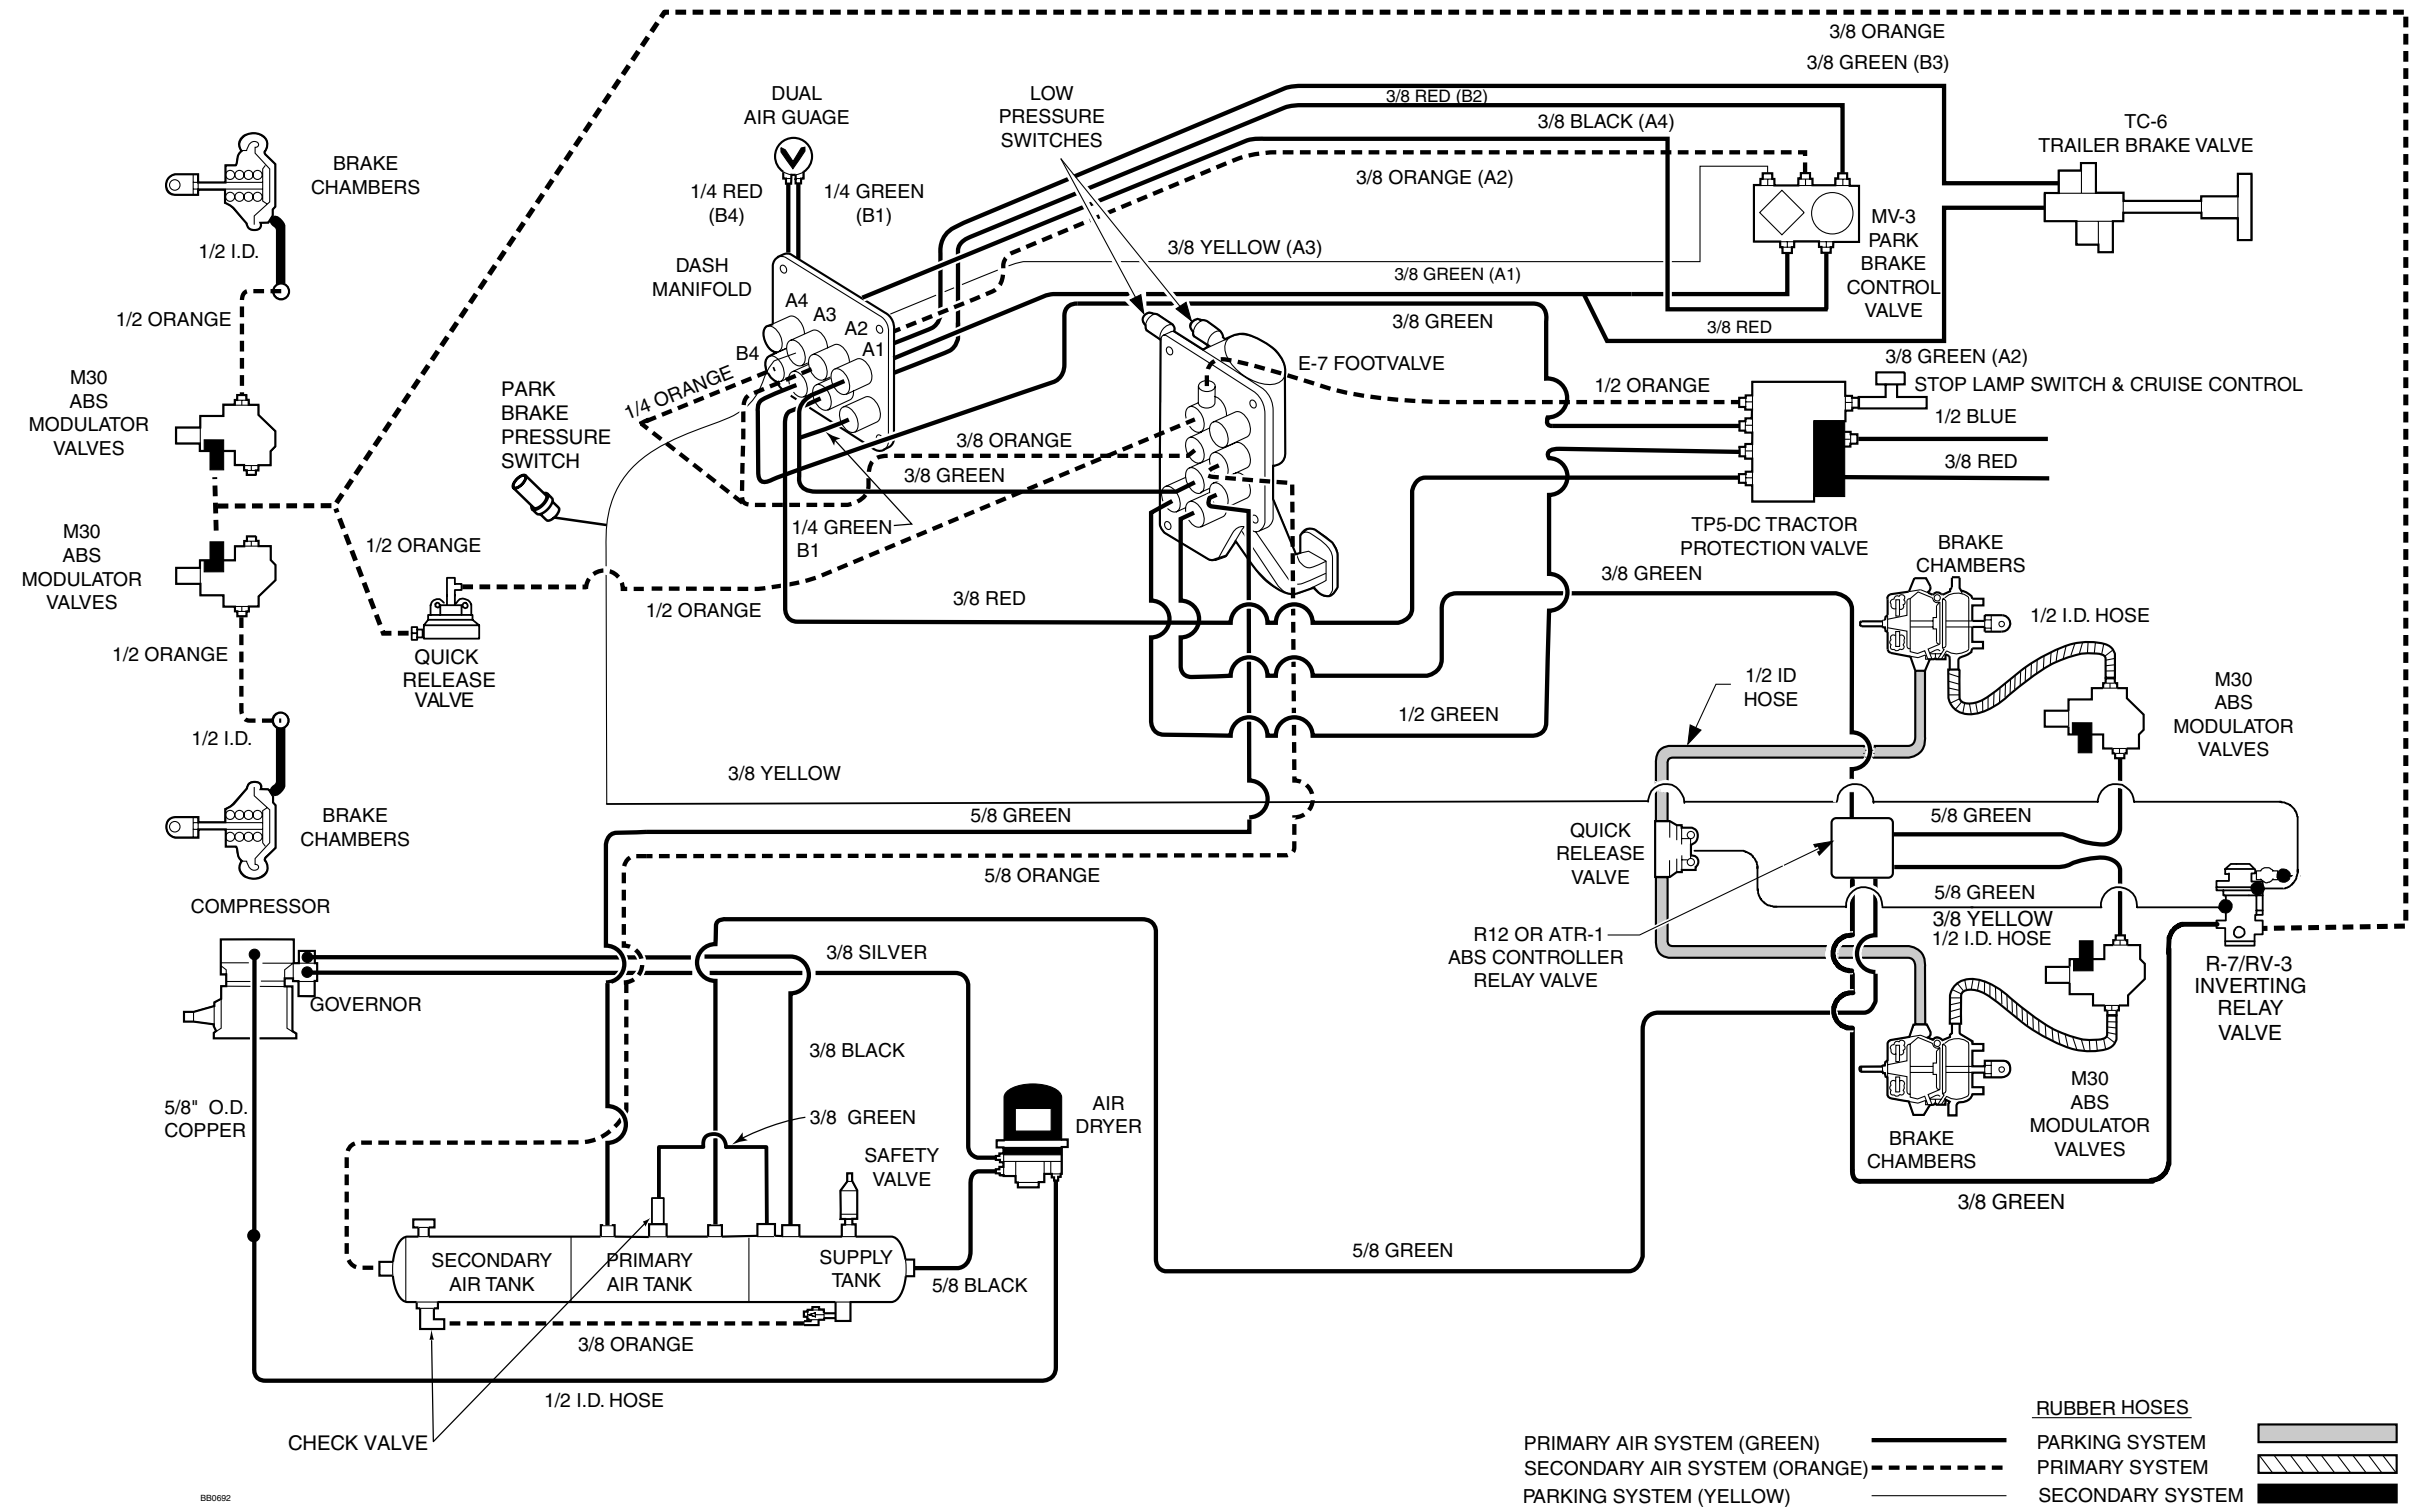 3/8 ORANGE
3/8 GREEN (B3)
DUAL
AIR GUAGE
LOW
PRESSURE
SWITCHES
3/8 RED (B2)
3/8 BLACK (A4)
TC-6
TRAILER BRAKE VALVE
BRAKE
CHAMBERS
1/4 RED
(B4)
1/4 GREEN
(B1)
3/8 ORANGE (A2)
MV-3
PARK
BRAKE
CONTROL
VALVE
1/2 I.D.
3/8 YELLOW (A3)
3/8 GREEN (A1)
DASH
MANIFOLD
A4
A3
A2
A1
B4
1/2 ORANGE
3/8 GREEN
3/8 RED
E-7 FOOTVALVE
3/8 GREEN (A2)
STOP LAMP SWITCH & CRUISE CONTROL
1/2 ORANGE
1/2 BLUE
3/8 RED
M30
ABS
MODULATOR
VALVES
PARK
BRAKE
PRESSURE
SWITCH
1/4 ORANGE
3/8 ORANGE
3/8 GREEN
1/4 GREEN
B1
TP5-DC TRACTOR
PROTECTION VALVE
M30
ABS
MODULATOR
VALVES
1/2 ORANGE
1/2 ORANGE
3/8 RED
3/8 GREEN
BRAKE
CHAMBERS
1/2 I.D. HOSE
1/2 ORANGE
QUICK
RELEASE
VALVE
1/2 ID
HOSE
M30
ABS
MODULATOR
VALVES
1/2 I.D.
1/2 GREEN
3/8 YELLOW
5/8 GREEN
5/8 GREEN
BRAKE
CHAMBERS
QUICK
RELEASE
VALVE
5/8 ORANGE
5/8 GREEN
3/8 YELLOW
1/2 I.D. HOSE
COMPRESSOR
R12 OR ATR-1
ABS CONTROLLER
RELAY VALVE
R-7/RV-3
INVERTING
RELAY
VALVE
3/8 SILVER
GOVERNOR
3/8 BLACK
5/8" O.D.
COPPER
3/8 GREEN
AIR
DRYER
SAFETY
VALVE
M30
ABS
MODULATOR
VALVES
BRAKE
CHAMBERS
3/8 GREEN
SECONDARY
AIR TANK
PRIMARY
AIR TANK
SUPPLY
TANK
5/8 BLACK
5/8 GREEN
3/8 ORANGE
1/2 I.D. HOSE
CHECK VALVE
RUBBER HOSES
PRIMARY AIR SYSTEM (GREEN)
PARKING SYSTEM
SECONDARY AIR SYSTEM (ORANGE)
PRIMARY SYSTEM
PARKING SYSTEM (YELLOW)
SECONDARY SYSTEM
BB0692